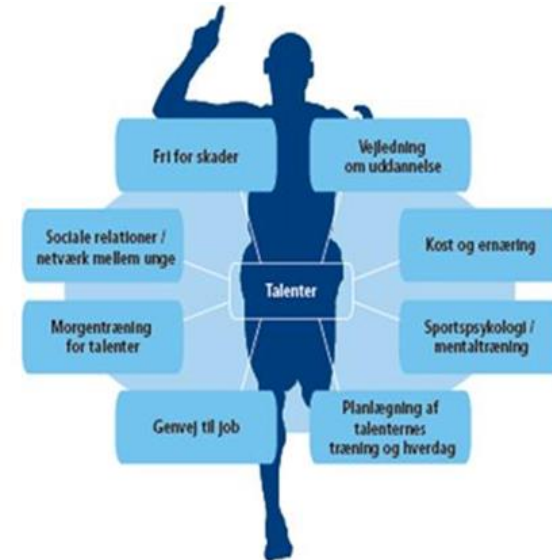 Fri for skader
Vejledning
om uddannelse
Sociale relationer /
netværk mellem unge
Kost og ernæring
Talenter
Morgentræning
for talenter
Sportspsykologi /
mentaltræning
Genvej til job
Planlægning af
talenternes
træning og hverdag